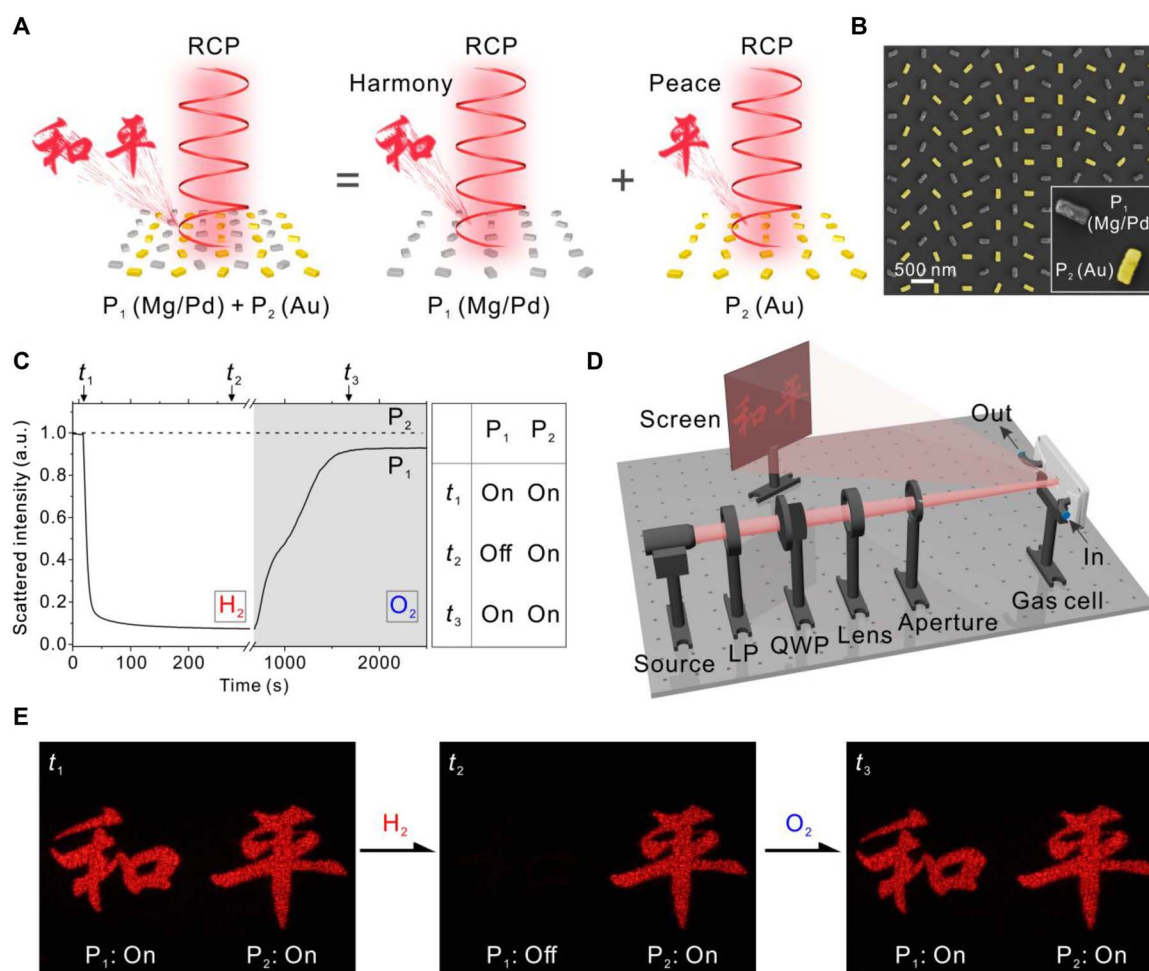 A
RCP
和平
=
Harmony
RCP
和
+
Peace
RCP
平
P₁ (Mg/Pd) + P₂ (Au)
P₁ (Mg/Pd)
P₂ (Au)
B
P₁
(Mg/Pd)
P₂ (Au)
500 nm
C
t₁ t₂ t₃
Scattered intensity (a.u.)
1.0
0.8
0.6
0.4
0.2
0.0
P₂
P₁
H₂
O₂
0 100 200 1000 2000
Time (s)
P₁ P₂
t₁ On On
t₂ Off On
t₃ On On
D
Screen
和平
Out
In
Source
LP
QWP
Lens
Aperture
Gas cell
E
t₁
和平
P₁: On P₂: On
H₂
t₂
和平
P₁: Off P₂: On
O₂
t₃
和平
P₁: On P₂: On